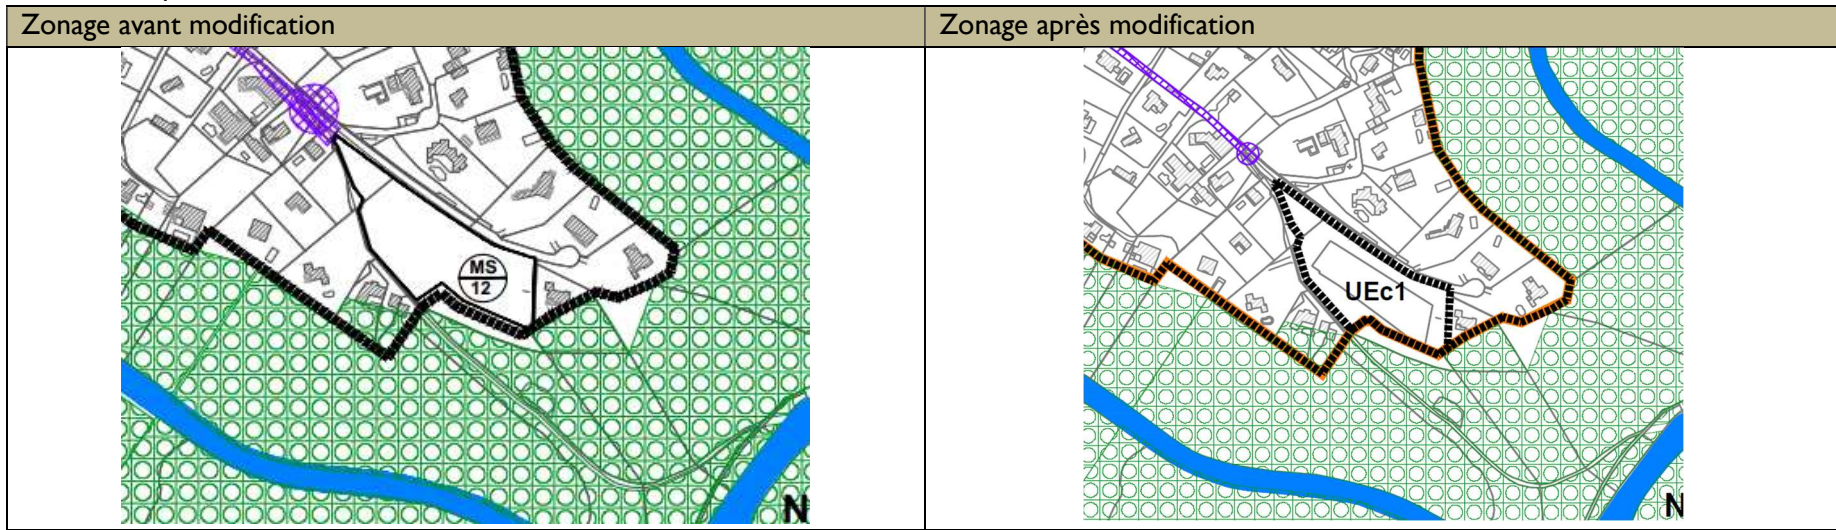 Zonage avant modification
Zonage après modification
MS
12
N
UEc1
N